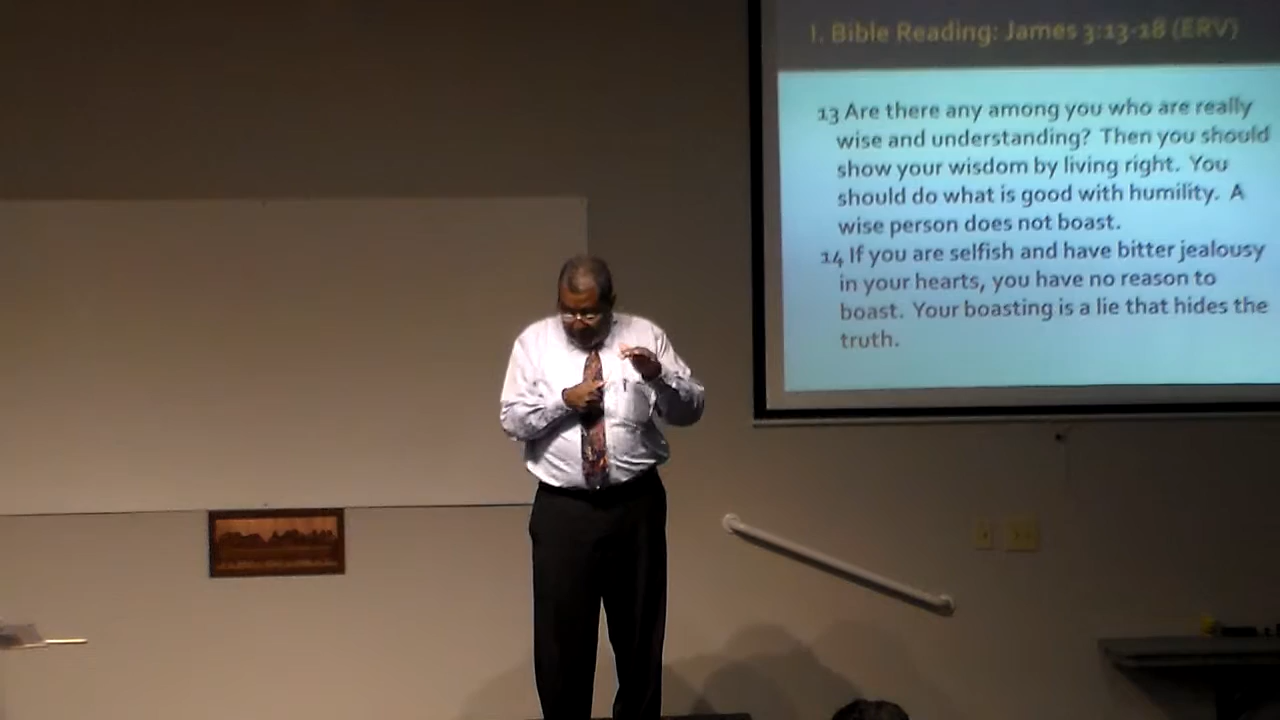 I. Bible Reading: James 3:13-18 (ERV)
13 Are there any among you who are really
wise and understanding? Then you should
show your wisdom by living right. You
should do what is good with humility. A
wise person does not boast.
14 If you are selfish and have bitter jealousy
in your hearts, you have no reason to
boast. Your boasting is a lie that hides the
truth.